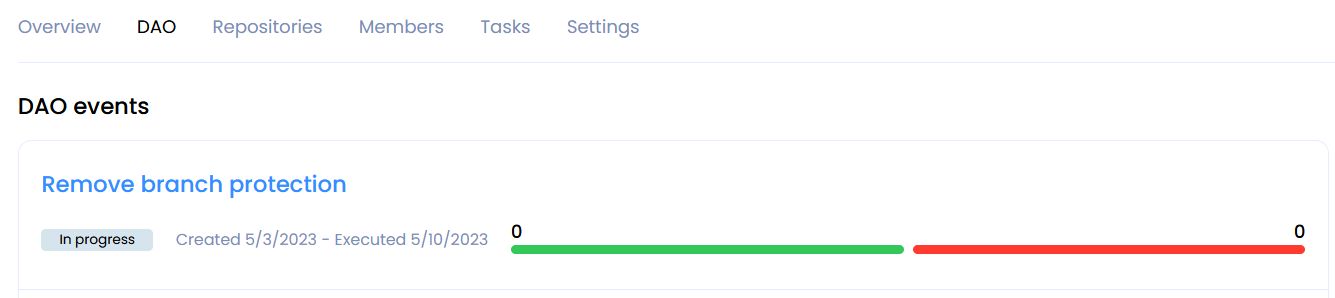 Overview DAO Repositories Members Tasks Settings
DAO events
Remove branch protection
In progress Created 5/3/2023 - Executed 5/10/2023 0 0